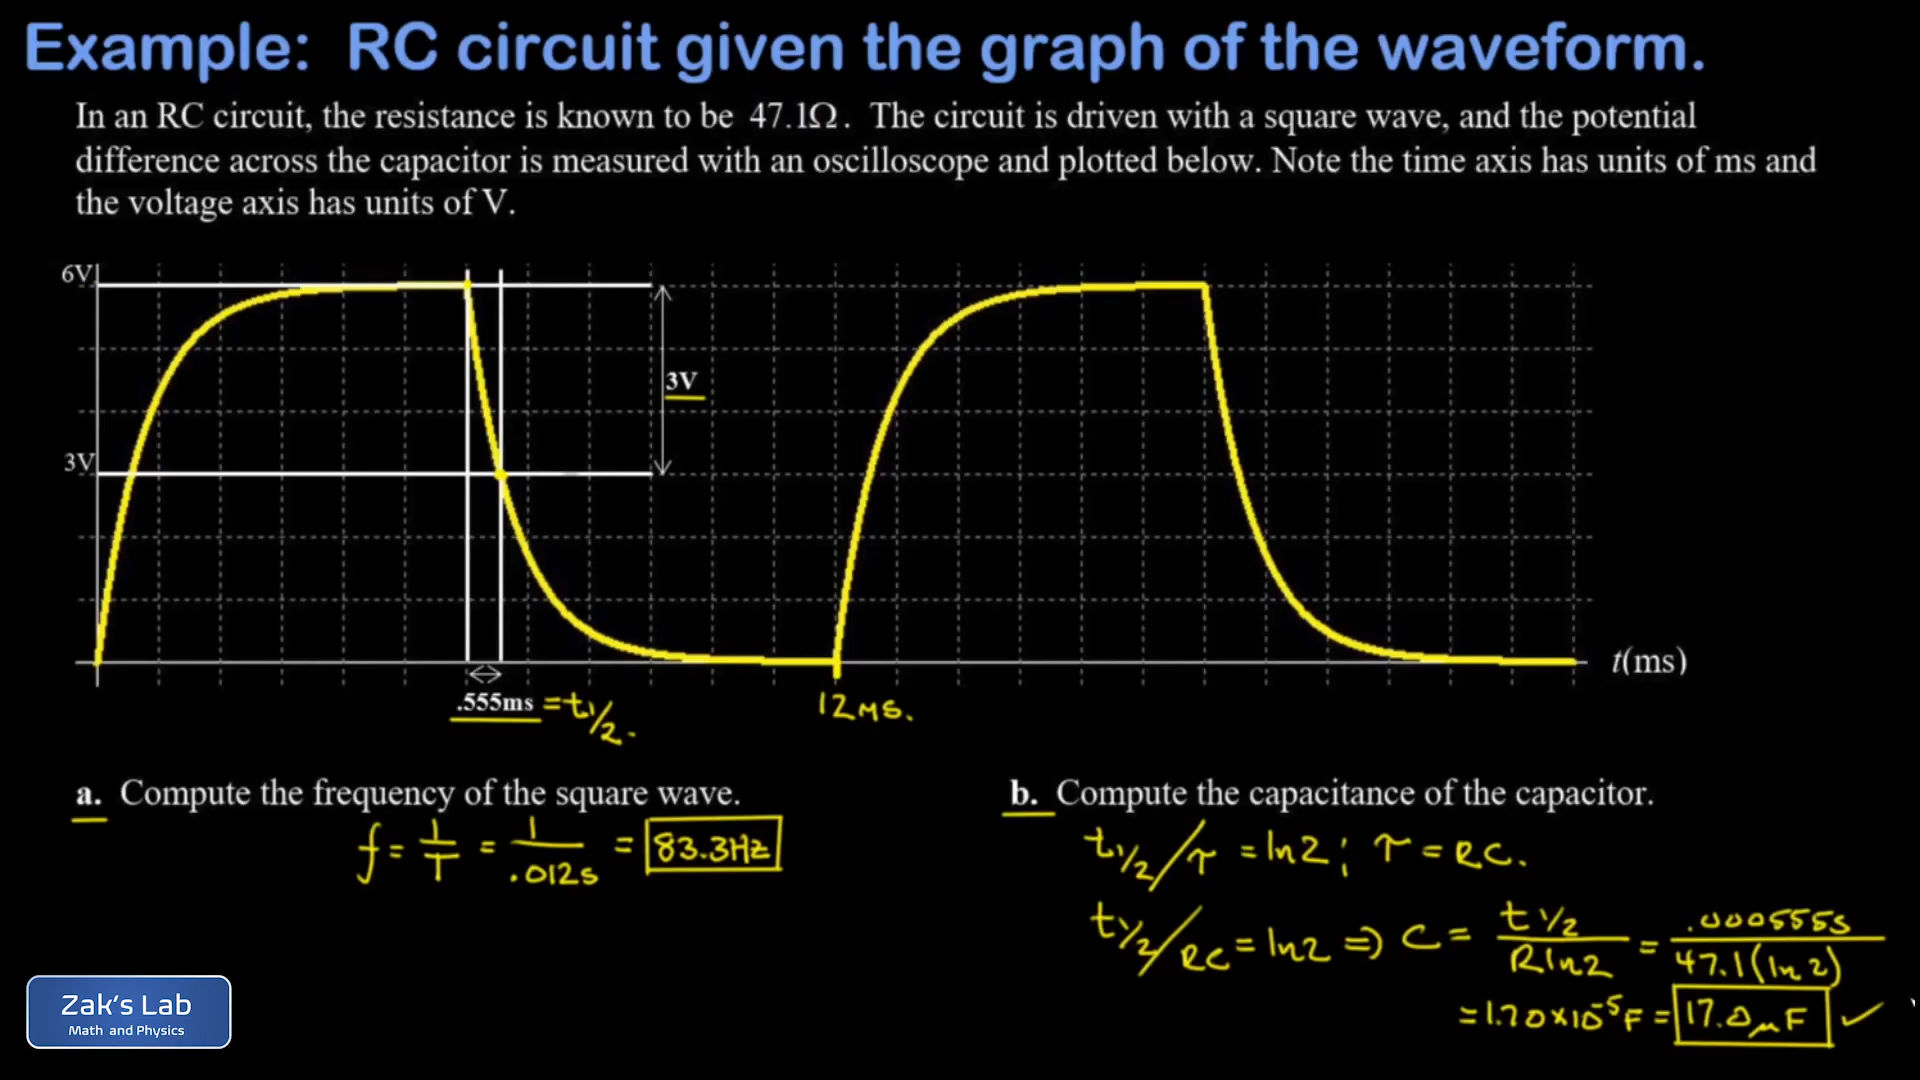 Example: RC circuit given the graph of the waveform.
In an RC circuit, the resistance is known to be 47.1Ω. The circuit is driven with a square wave, and the potential
difference across the capacitor is measured with an oscilloscope and plotted below. Note the time axis has units of ms and
the voltage axis has units of V.
6V
3V
3V
t(ms)
.555ms = t1/2.
12ms.
a. Compute the frequency of the square wave.
f = 1/T = 1/.012s = 83.3Hz
b. Compute the capacitance of the capacitor.
t1/2/τ = ln2; τ = RC.
t1/2/RC = ln2 ⇒ C = t1/2/Rln2 = .000555s/47.1(ln2)
= 1.70×10⁻⁵F = 17.0μF ✓
Zak's Lab
Math and Physics